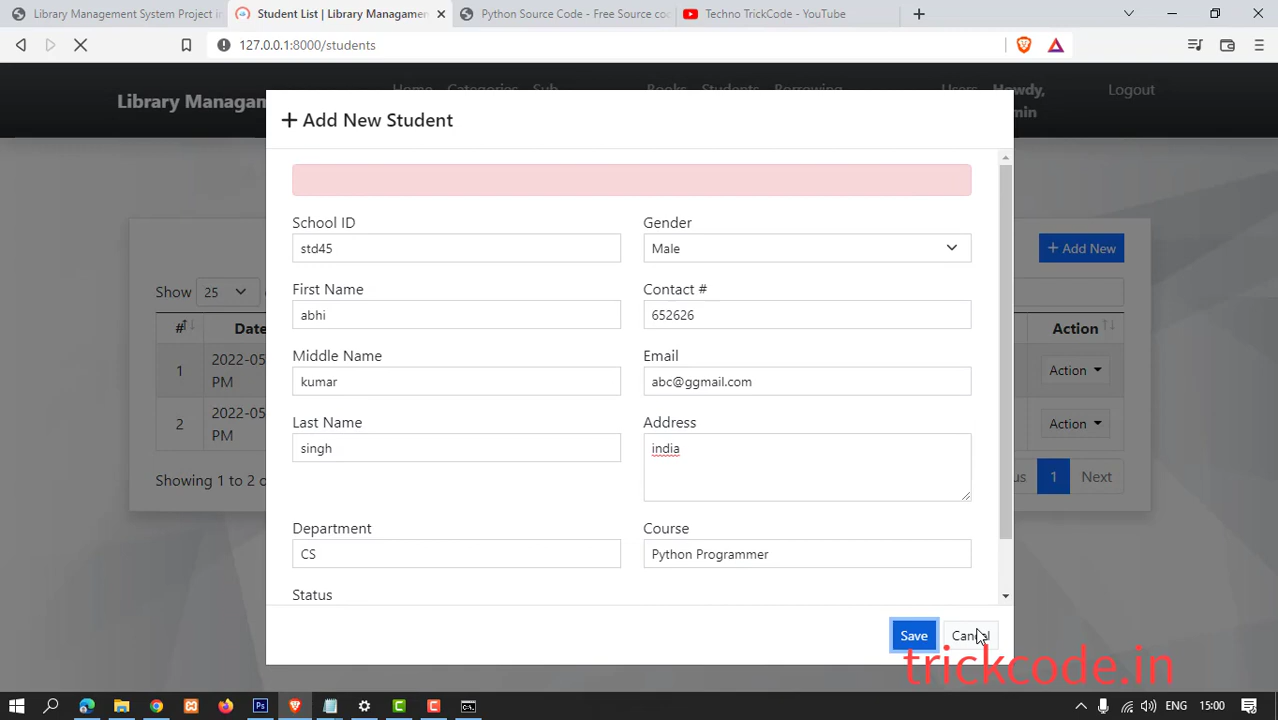 Library Management System Project in
Student List | Library Managamen
Python Source Code - Free Source co
Techno TrickCode - YouTube
127.0.0.1:8000/students
Library Managam
Home Categories Sub Books Students Borrowing Users Howdy, Logout
min
+ Add New Student
School ID
std45
Gender
Male
First Name
abhi
Contact #
652626
Middle Name
kumar
Email
abc@ggmail.com
Last Name
singh
Address
india
Department
CS
Course
Python Programmer
Status
Save
Cancel
+ Add New
Show 25
# Date Action
1 2022-05 Action
PM
2 2022-05 Action
PM
Showing 1 to 2 o
us 1 Next
trickcode.in
ENG 15:00